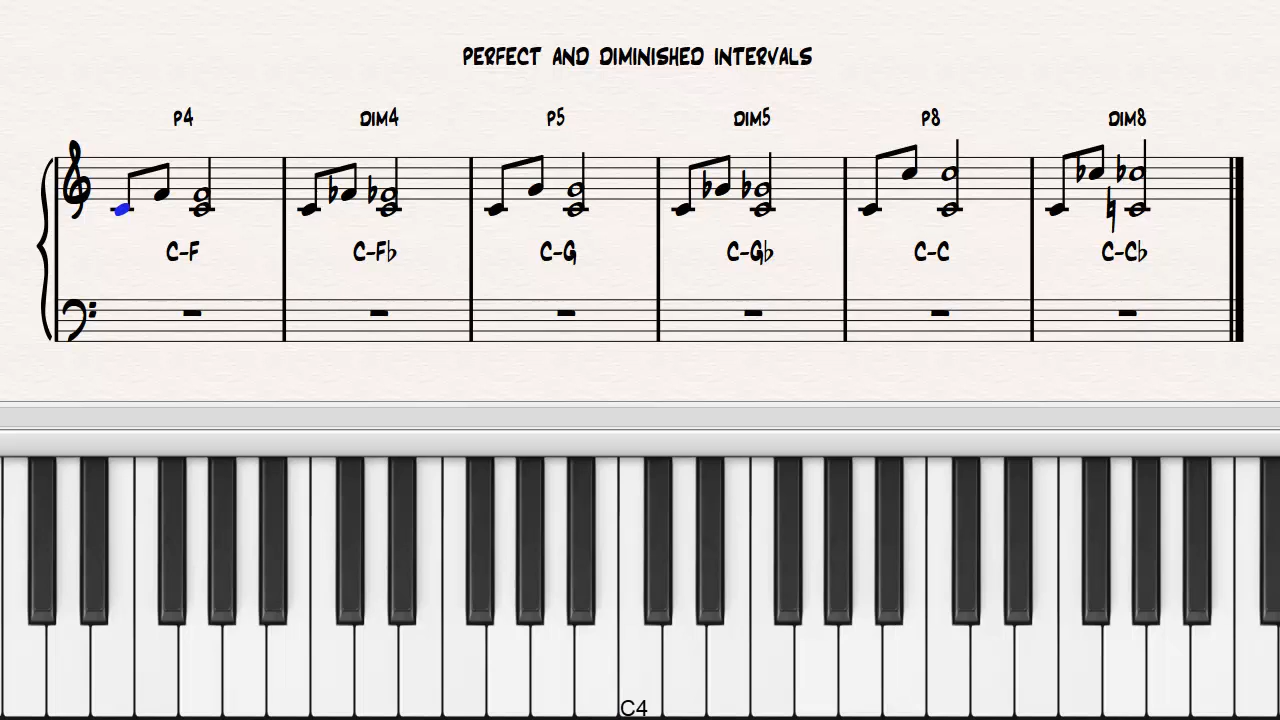 PERFECT AND DIMINISHED INTERVALS
P4 DIM4 P5 DIM5 P8 DIM8
C-F C-F♭ C-G C-G♭ C-C C-C♭
C4